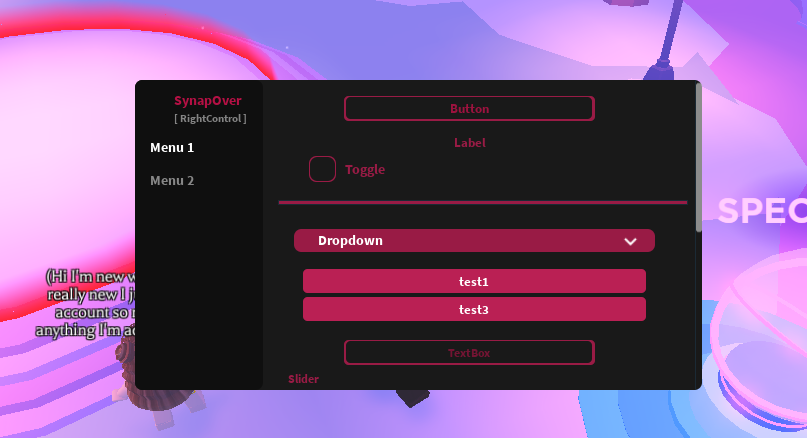 SynapOver
[ RightControl ]
Menu 1
Menu 2
Button
Label
Toggle
Dropdown
test1
test3
TextBox
Slider
SPEC
(Hi I'm new
really new I
account so
anything I'm